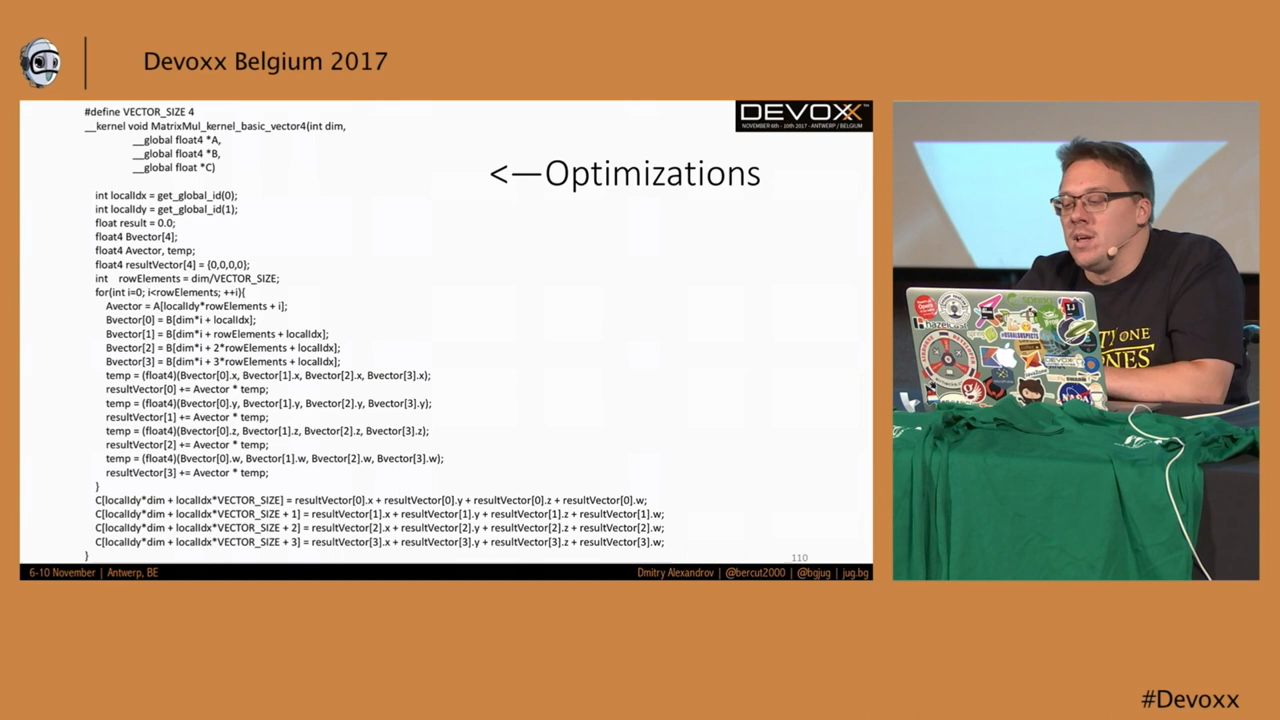 Devoxx Belgium 2017
#define VECTOR_SIZE 4
__kernel void MatrixMul_kernel_basic_vector4(int dim,
__global float4 *A,
__global float4 *B,
__global float *C)
DEVOXX™
NOVEMBER 6th - 10th 2017 - ANTWERP / BELGIUM
<—Optimizations
int localIdx = get_global_id(0);
int localIdy = get_global_id(1);
float result = 0.0;
float4 Bvector[4];
float4 Avector, temp;
float4 resultVector[4] = {0,0,0,0};
int rowElements = dim/VECTOR_SIZE;
for(int i=0; i<rowElements; ++i){
Avector = A[localIdy*rowElements + i];
Bvector[0] = B[dim*i + localIdx];
Bvector[1] = B[dim*i + rowElements + localIdx];
Bvector[2] = B[dim*i + 2*rowElements + localIdx];
Bvector[3] = B[dim*i + 3*rowElements + localIdx];
temp = (float4)(Bvector[0].x, Bvector[1].x, Bvector[2].x, Bvector[3].x);
resultVector[0] += Avector * temp;
temp = (float4)(Bvector[0].y, Bvector[1].y, Bvector[2].y, Bvector[3].y);
resultVector[1] += Avector * temp;
temp = (float4)(Bvector[0].z, Bvector[1].z, Bvector[2].z, Bvector[3].z);
resultVector[2] += Avector * temp;
temp = (float4)(Bvector[0].w, Bvector[1].w, Bvector[2].w, Bvector[3].w);
resultVector[3] += Avector * temp;
}
C[localIdy*dim + localIdx*VECTOR_SIZE] = resultVector[0].x + resultVector[0].y + resultVector[0].z + resultVector[0].w;
C[localIdy*dim + localIdx*VECTOR_SIZE + 1] = resultVector[1].x + resultVector[1].y + resultVector[1].z + resultVector[1].w;
C[localIdy*dim + localIdx*VECTOR_SIZE + 2] = resultVector[2].x + resultVector[2].y + resultVector[2].z + resultVector[2].w;
C[localIdy*dim + localIdx*VECTOR_SIZE + 3] = resultVector[3].x + resultVector[3].y + resultVector[3].z + resultVector[3].w;
}
110
6-10 November | Antwerp, BE
Dmitry Alexandrov | @bercut2000 | @bgjug | jug.bg
hazelcast
DEVOXX
NASA
ONE
#Devoxx